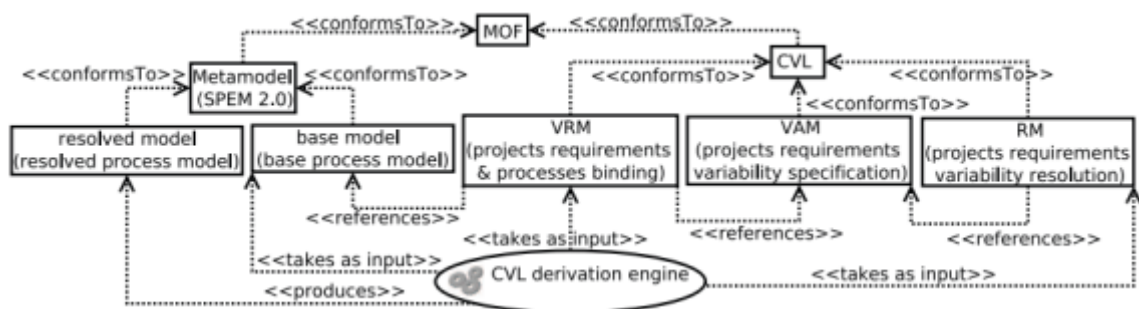 <<conformsTo>>
MOF
<<conformsTo>>
<<conformsTo>>
Metamodel
(SPEM 2.0)
<<conformsTo>>
<<conformsTo>>
CVL
<<conformsTo>>
<<conformsTo>>
resolved model
(resolved process model)
base model
(base process model)
VRM
(projects requirements
& processes binding)
VAM
(projects requirements
variability specification)
RM
(projects requirements
variability resolution)
<<references>>
<<takes as input>>
<<references>>
<<references>>
<<takes as input>>
CVL derivation engine
<<takes as input>>
<<produces>>